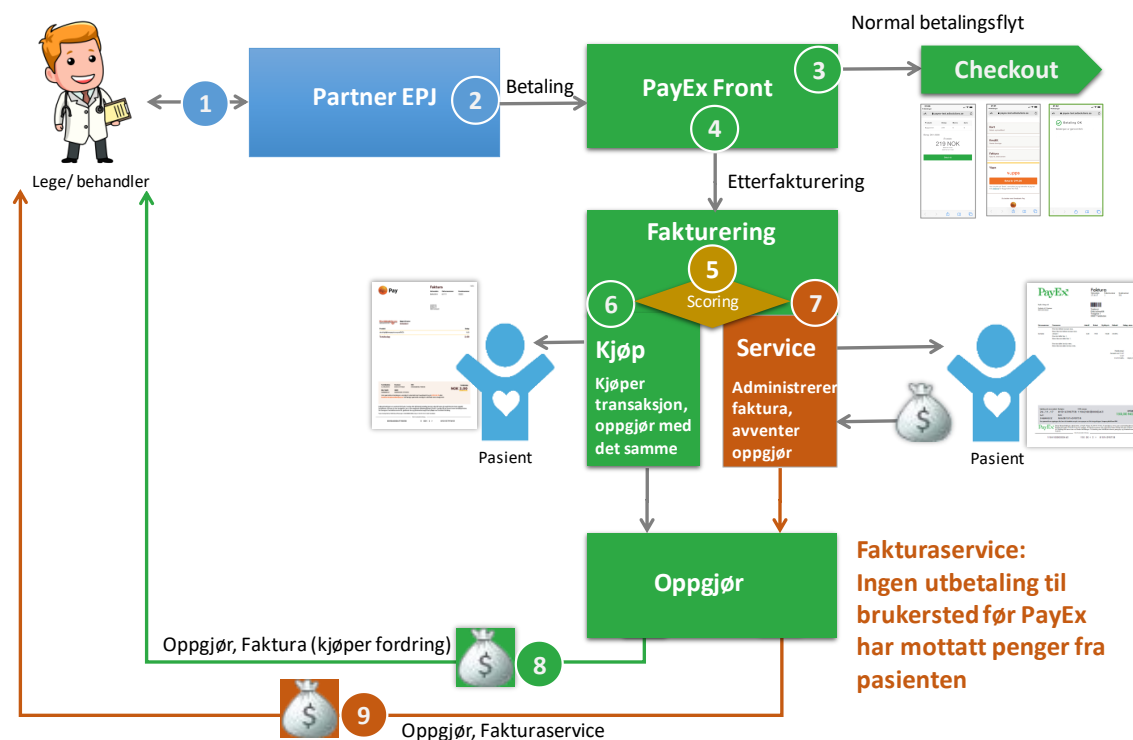 Normal betalingsflyt
1
Partner EPJ
2
Betaling
PayEx Front
3
Checkout
4
219 NOK
Lege/ behandler
Etterfakturering
Fakturering
5
Scoring
6
7
Pay
Faktura
PayEx
Faktura
Kjøp
Kjøper
transaksjon,
oppgjør med
det samme
Service
Administrerer
faktura,
avventer
oppgjør
$
Pasient
Pasient
Oppgjør
Fakturaservice:
Ingen utbetaling til
brukersted før PayEx
har mottatt penger fra
pasienten
Oppgjør, Faktura (kjøper fordring)
$
8
$
9
Oppgjør, Fakturaservice